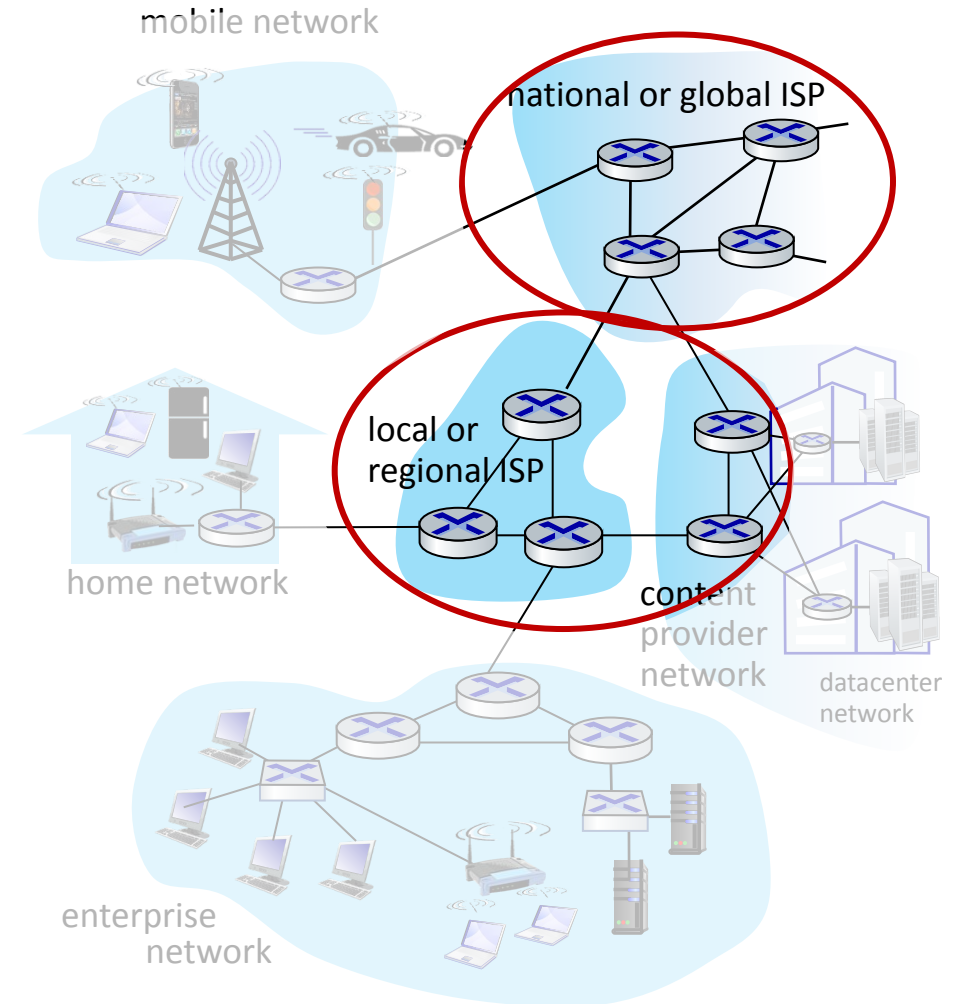 mobile network
national or global ISP
local or
regional ISP
home network
content
provider
network
datacenter
network
enterprise
network